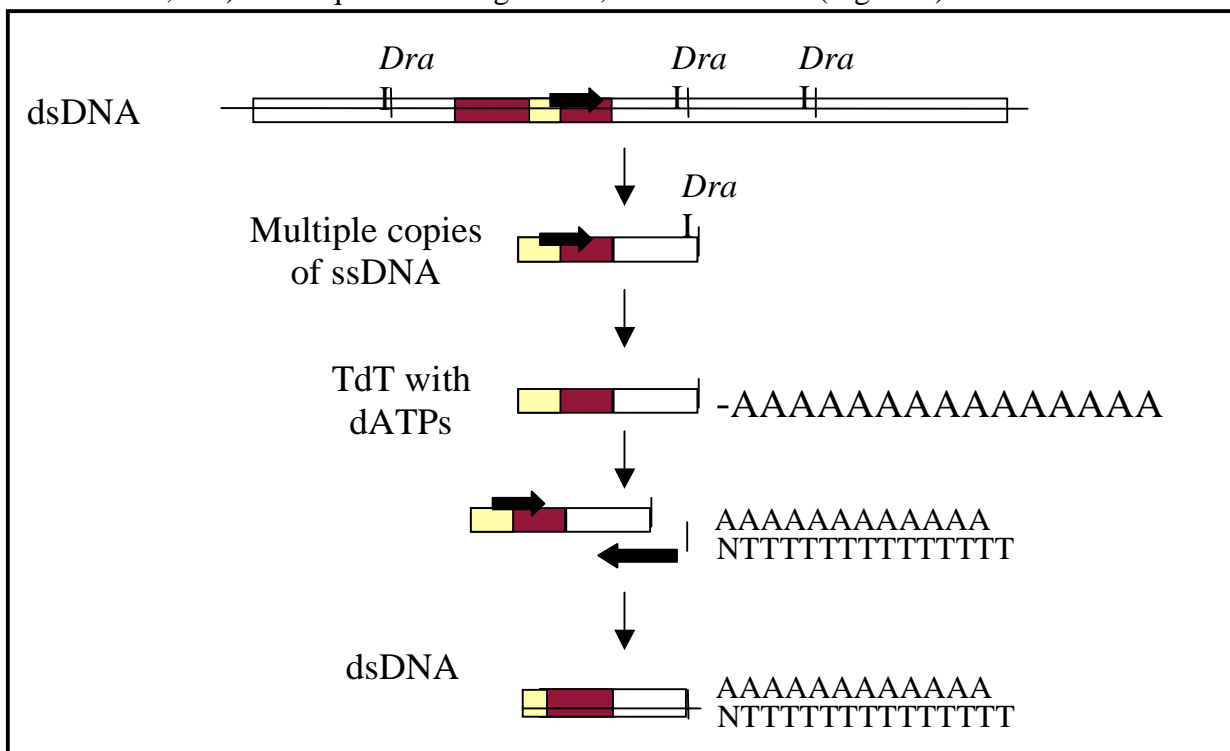 Dra Dra Dra
I I I
dsDNA
Dra
I
Multiple copies
of ssDNA
TdT with
dATPs
-AAAAAAAAAAAAAAA
AAAAAAAAAAAA
NTTTTTTTTTTTTTT
dsDNA
AAAAAAAAAAAA
NTTTTTTTTTTTTTT